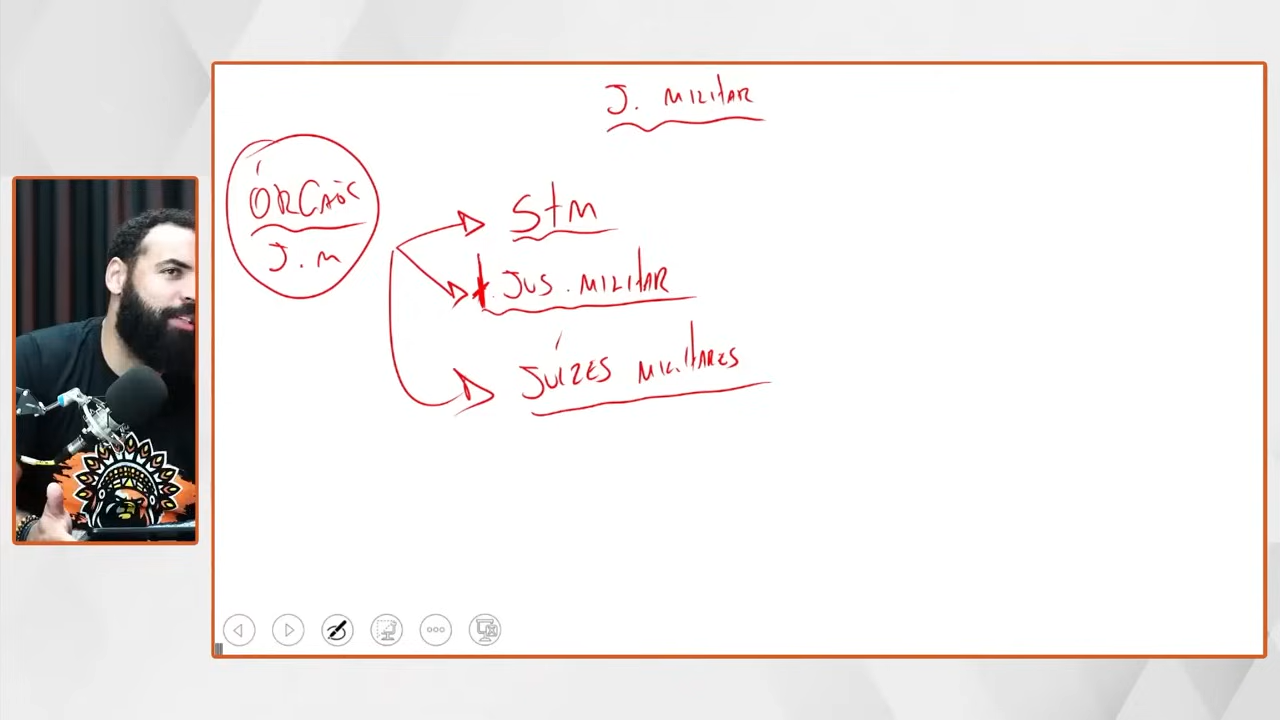 J. MILITAR
ÓRGÃOS
J.M
STM
T. JUS. MILITAR
JUÍZES MILITARES